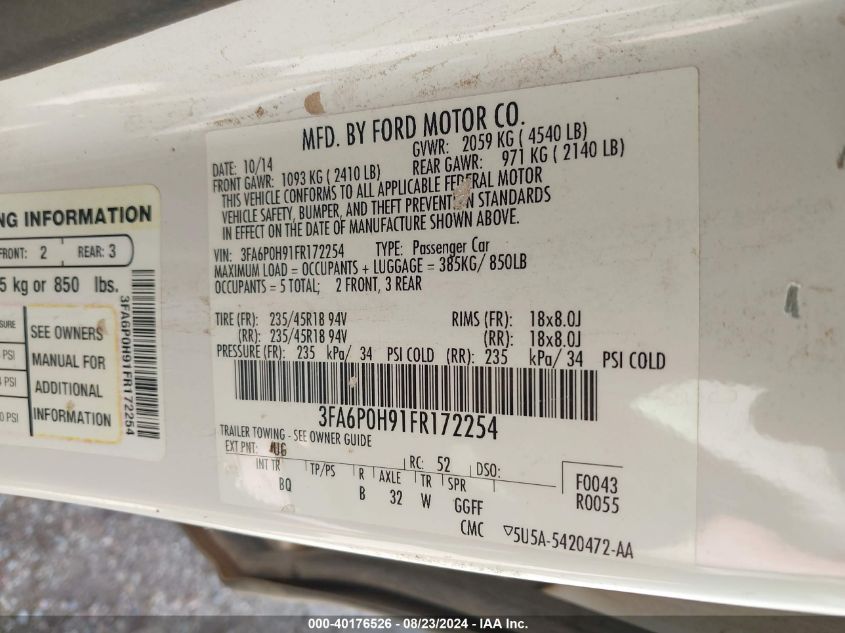 MFD. BY FORD MOTOR CO.
DATE: 10/14
GVWR: 2059 KG ( 4540 LB)
FRONT GAWR: 1093 KG ( 2410 LB)
REAR GAWR: 971 KG ( 2140 LB)
THIS VEHICLE CONFORMS TO ALL APPLICABLE FEDERAL MOTOR
VEHICLE SAFETY, BUMPER, AND THEFT PREVENTION STANDARDS
IN EFFECT ON THE DATE OF MANUFACTURE SHOWN ABOVE.
VIN: 3FA6P0H91FR172254 TYPE: Passenger Car
MAXIMUM LOAD = OCCUPANTS + LUGGAGE = 385KG/ 850LB
OCCUPANTS = 5 TOTAL; 2 FRONT, 3 REAR
TIRE (FR): 235/45R18 94V RIMS (FR): 18x8.0J
(RR): 235/45R18 94V (RR): 18x8.0J
PRESSURE (FR): 235 kPa/ 34 PSI COLD (RR): 235 kPa/ 34 PSI COLD
3FA6P0H91FR172254
TRAILER TOWING - SEE OWNER GUIDE
EXT PNT: UG RC: 52 DSO:
INT TR TP/PS R AXLE TR SPR
BQ B 32 W GGFF
F0043
R0055
CMC ▽5U5A-5420472-AA
NG INFORMATION
FRONT: 2 REAR: 3
5 kg or 850 lbs.
SURE
PSI
PSI
0 PSI
SEE OWNERS
MANUAL FOR
ADDITIONAL
INFORMATION
3FA6P0H91FR172254
000-40176526 - 08/23/2024 - IAA Inc.